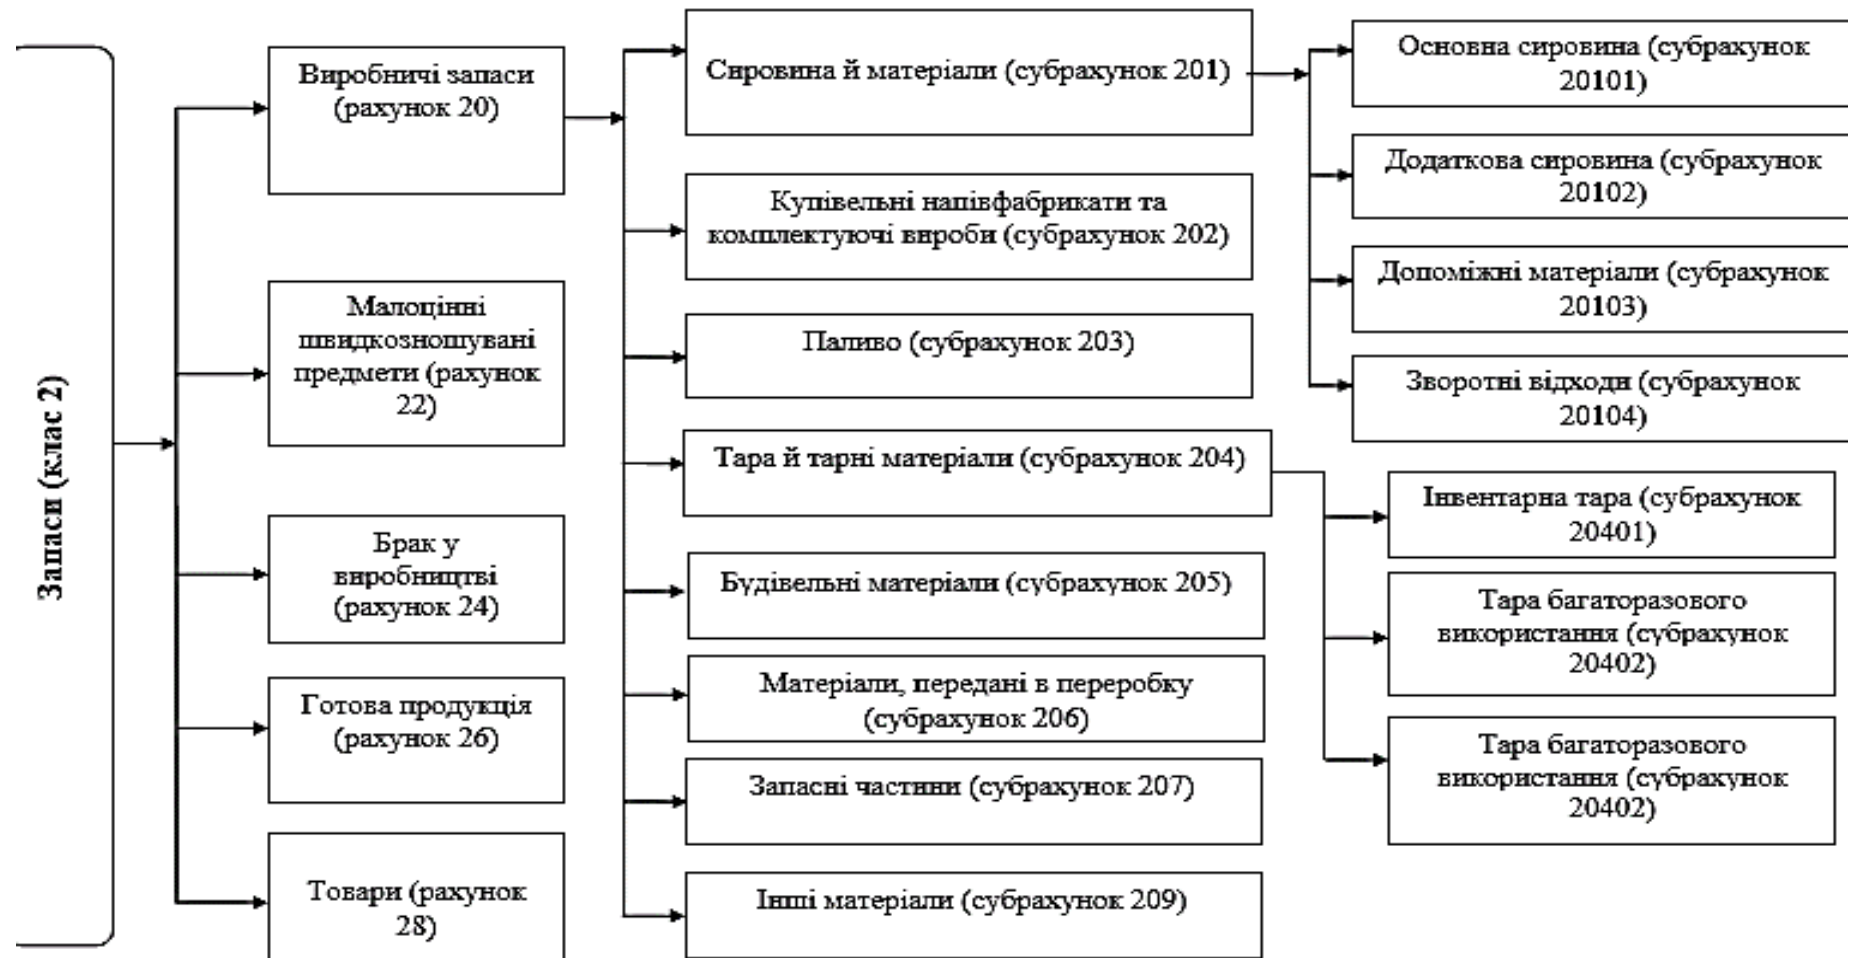 Запаси (клас 2)
Виробничі запаси
(рахунок 20)
Малоцінні
швидкозношувані
предмети (рахунок
22)
Брак у
виробництві
(рахунок 24)
Готова продукція
(рахунок 26)
Товари (рахунок
28)
Сировина й матеріали (субрахунок 201)
Купівельні напівфабрикати та
комплектуючі вироби (субрахунок 202)
Паливо (субрахунок 203)
Тара й тарні матеріали (субрахунок 204)
Будівельні матеріали (субрахунок 205)
Матеріали, передані в переробку
(субрахунок 206)
Запасні частини (субрахунок 207)
Інші матеріали (субрахунок 209)
Основна сировина (субрахунок
20101)
Додаткова сировина (субрахунок
20102)
Допоміжні матеріали (субрахунок
20103)
Зворотні відходи (субрахунок
20104)
Інвентарна тара (субрахунок
20401)
Тара багаторазового
використання (субрахунок
20402)
Тара багаторазового
використання (субрахунок
20402)